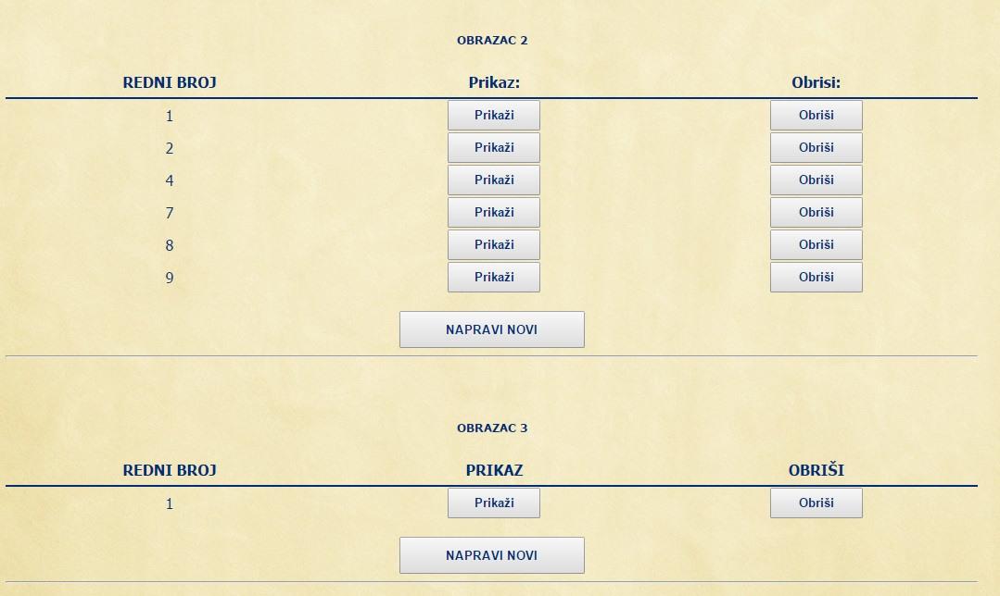 OBRAZAC 2
REDNI BROJ Prikaz: Obrisi:
1 Prikaži Obriši
2 Prikaži Obriši
4 Prikaži Obriši
7 Prikaži Obriši
8 Prikaži Obriši
9 Prikaži Obriši
NAPRAVI NOVI
OBRAZAC 3
REDNI BROJ PRIKAZ OBRIŠI
1 Prikaži Obriši
NAPRAVI NOVI